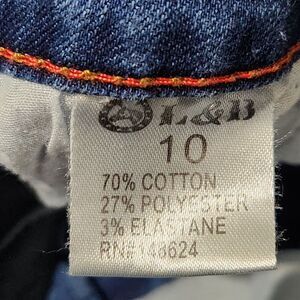 L&B
10
70% COTTON
27% POLYESTER
3% ELASTANE
RN#148624